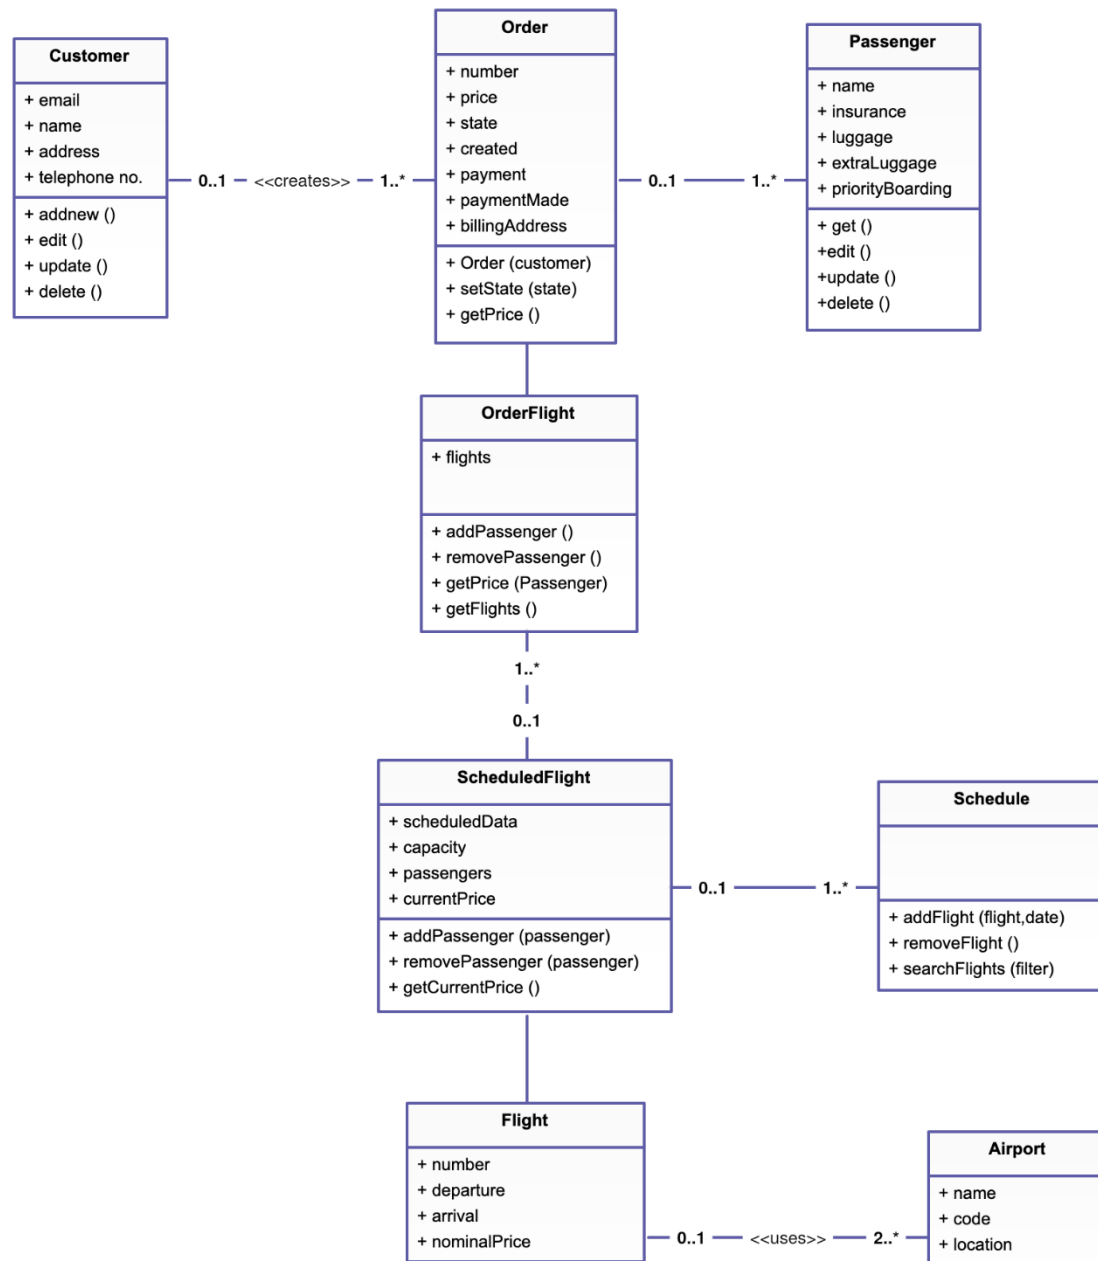 Customer
+ email
+ name
+ address
+ telephone no.
+ addnew ()
+ edit ()
+ update ()
+ delete ()
0..1 <<creates>> 1..*
Order
+ number
+ price
+ state
+ created
+ payment
+ paymentMade
+ billingAddress
+ Order (customer)
+ setState (state)
+ getPrice ()
0..1 1..*
Passenger
+ name
+ insurance
+ luggage
+ extraLuggage
+ priorityBoarding
+ get ()
+edit ()
+update ()
+delete ()
OrderFlight
+ flights
+ addPassenger ()
+ removePassenger ()
+ getPrice (Passenger)
+ getFlights ()
1..*
0..1
ScheduledFlight
+ scheduledData
+ capacity
+ passengers
+ currentPrice
+ addPassenger (passenger)
+ removePassenger (passenger)
+ getCurrentPrice ()
0..1 1..*
Schedule
+ addFlight (flight,date)
+ removeFlight ()
+ searchFlights (filter)
Flight
+ number
+ departure
+ arrival
+ nominalPrice
0..1 <<uses>> 2..*
Airport
+ name
+ code
+ location